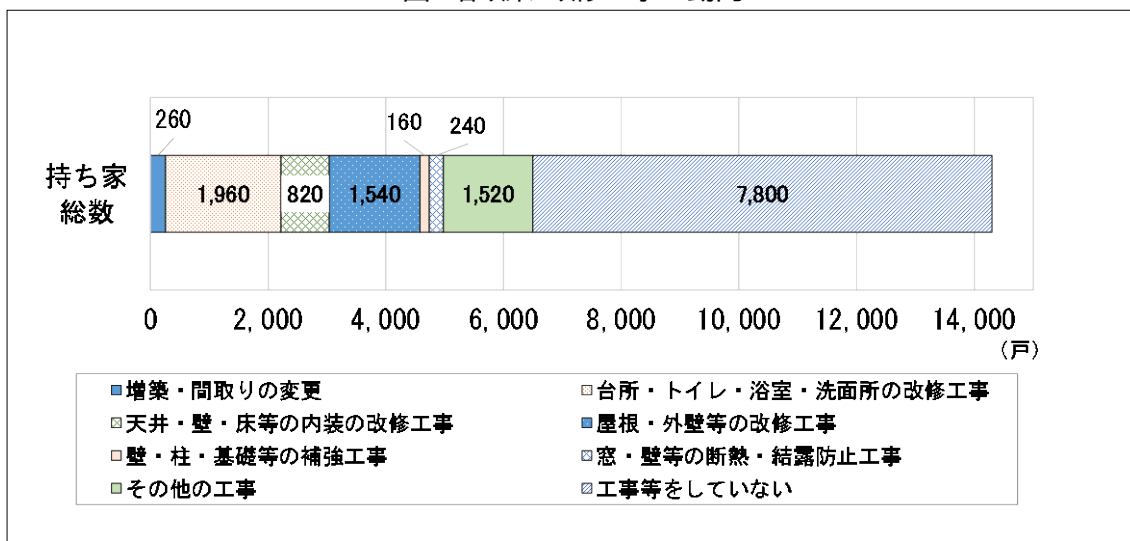 260
160
240
持ち家
総数
1,960
820
1,540
1,520
7,800
0
2,000
4,000
6,000
8,000
10,000
12,000
14,000
(戸)
増築・間取りの変更
台所・トイレ・浴室・洗面所の改修工事
天井・壁・床等の内装の改修工事
屋根・外壁等の改修工事
壁・柱・基礎等の補強工事
窓・壁等の断熱・結露防止工事
その他の工事
工事等をしていない